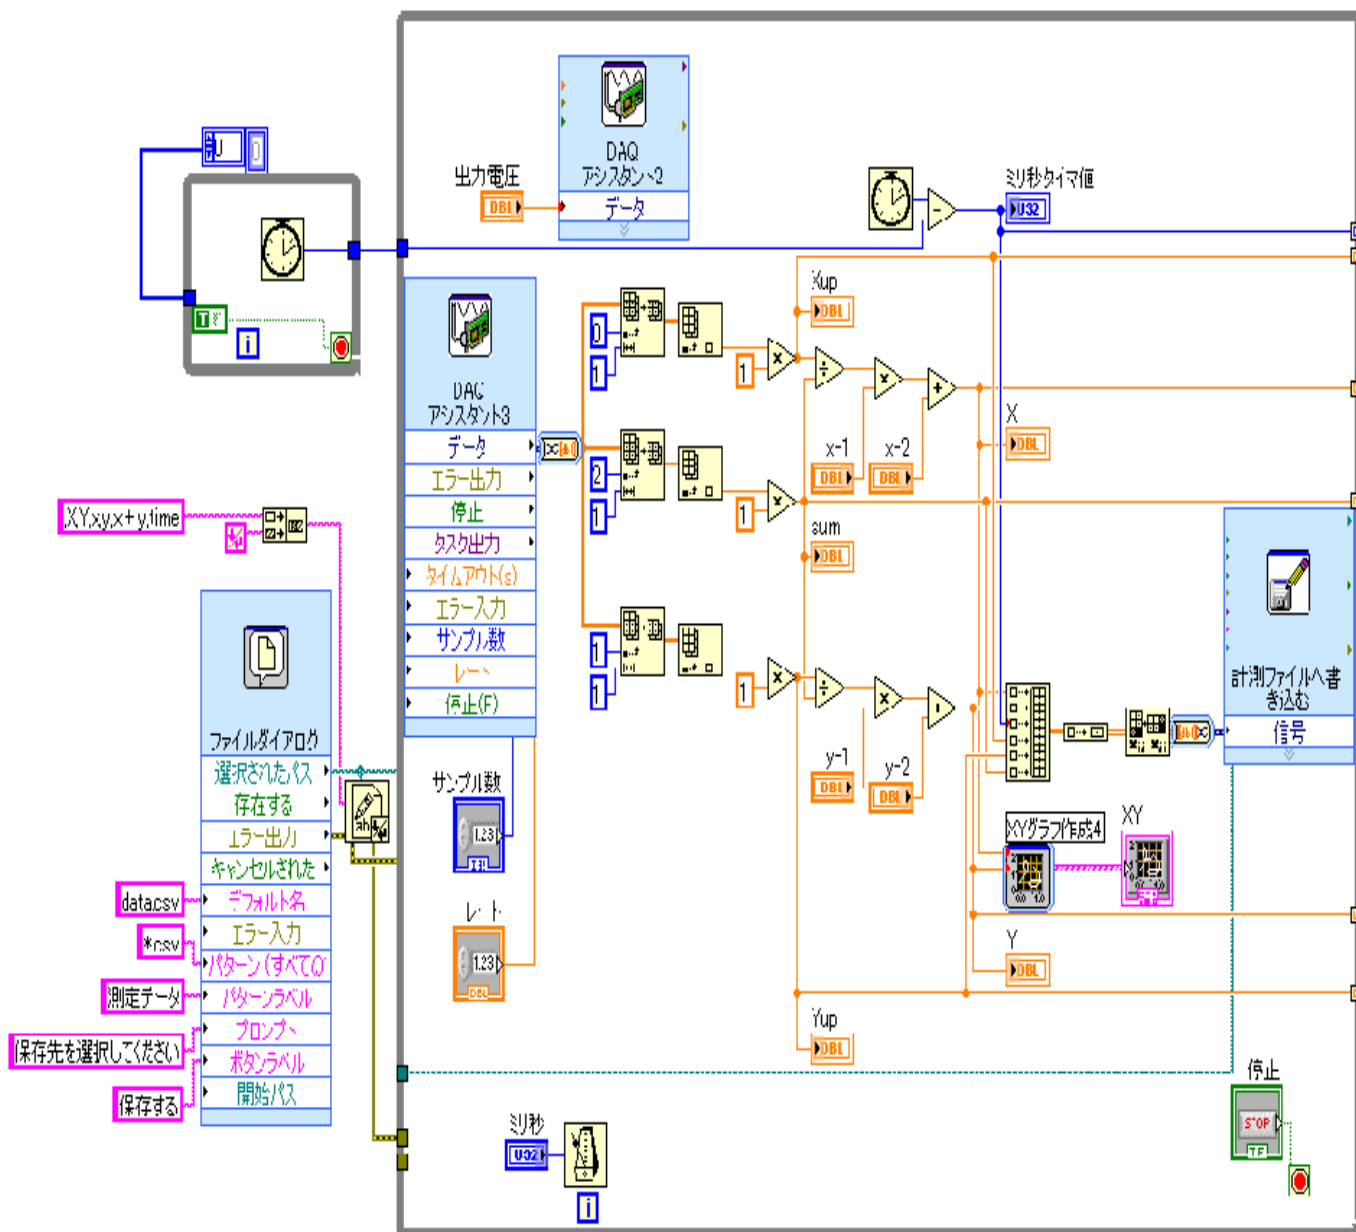 DAQ
アシスタント2
データ
出力電圧
DBL
ミリ秒タイマ値
U32
U
0
T
i
DAQ
アシスタント3
データ
エラー出力
停止
タスク出力
タイムアウト(s)
エラー入力
サンプル数
レート
停止(F)
0
1
2
1
1
1
1
1
1
Xup
DBL
x-1
DBL
x-2
DBL
X
DBL
sum
DBL
y-1
DBL
y-2
DBL
,XY,xy,x+y,time
ファイルダイアログ
選択されたパス
存在する
エラー出力
キャンセルされた
デフォルト名
エラー入力
パターン(すべての
パターンラベル
プロンプト
ボタンラベル
開始パス
data.csv
*.csv
測定データ
保存先を選択してください
保存する
サンプル数
1.23
レート
1.23
DBL
計測ファイルへ書
き込む
信号
XYグラフ作成4
XY
Y
DBL
Yup
DBL
ミリ秒
U32
i
停止
STOP
TF